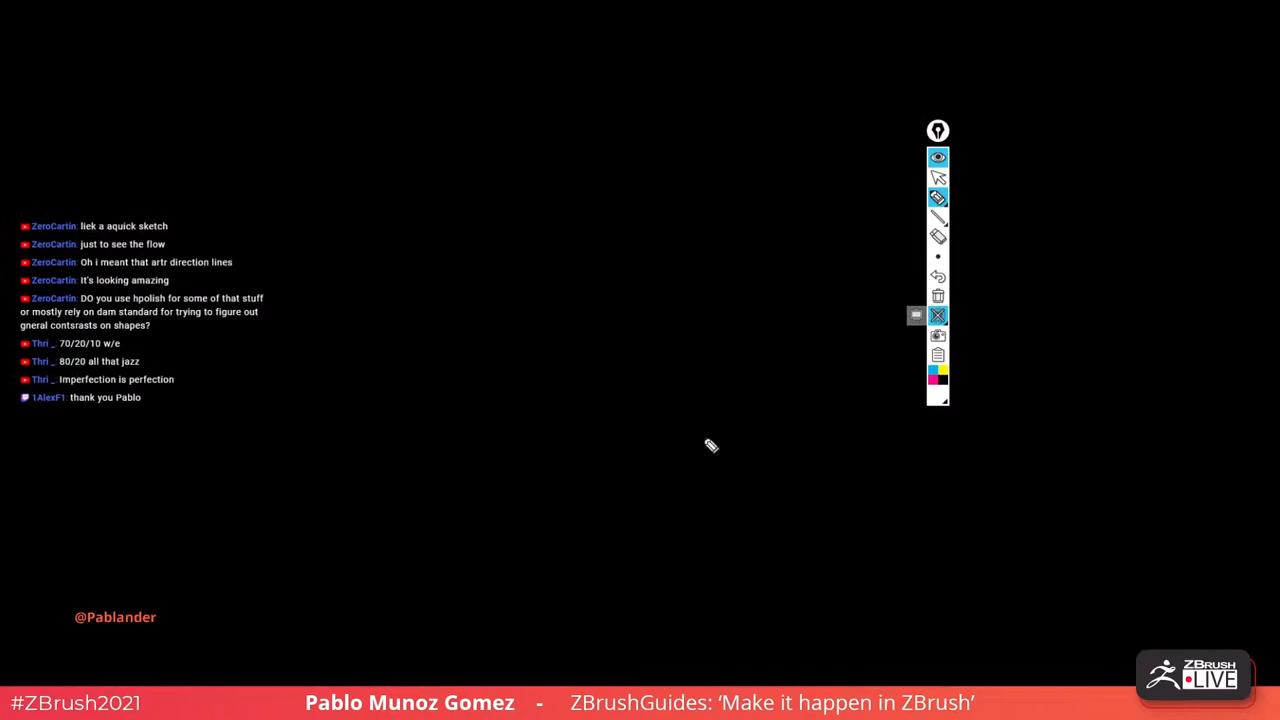 ZeroCartin: liek a aquick sketch
ZeroCartin: just to see the flow
ZeroCartin: Oh i meant that artr direction lines
ZeroCartin: It's looking amazing
ZeroCartin: DO you use hpolish for some of that stuff
or mostly rely on dam standard for trying to figure out
gneral contsrasts on shapes?
Thri _: 70/20/10 w/e
Thri _: 80/20 all that jazz
Thri _: Imperfection is perfection
1AlexF1: thank you Pablo
@Pablander
ZBRUSH
LIVE
#ZBrush2021
Pablo Munoz Gomez - ZBrushGuides: ‘Make it happen in ZBrush’